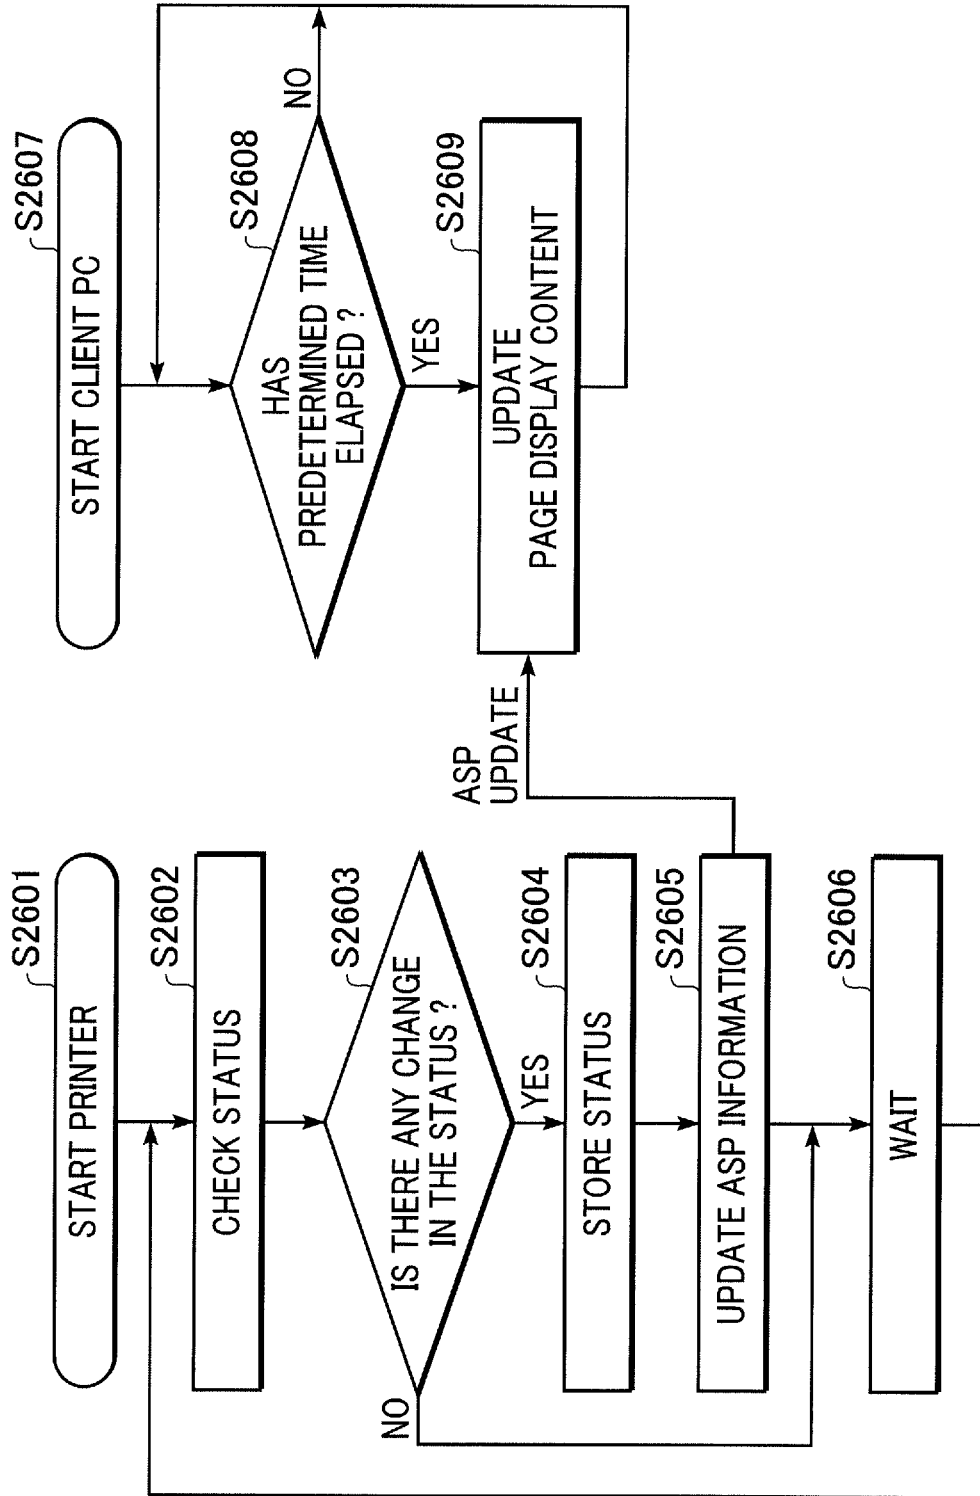 S2601
START PRINTER
S2602
CHECK STATUS
S2603
IS THERE ANY CHANGE
IN THE STATUS ?
NO
YES
S2604
STORE STATUS
S2605
UPDATE ASP INFORMATION
S2606
WAIT
ASP
UPDATE
S2607
START CLIENT PC
S2608
HAS
PREDETERMINED TIME
ELAPSED ?
NO
YES
S2609
UPDATE
PAGE DISPLAY CONTENT